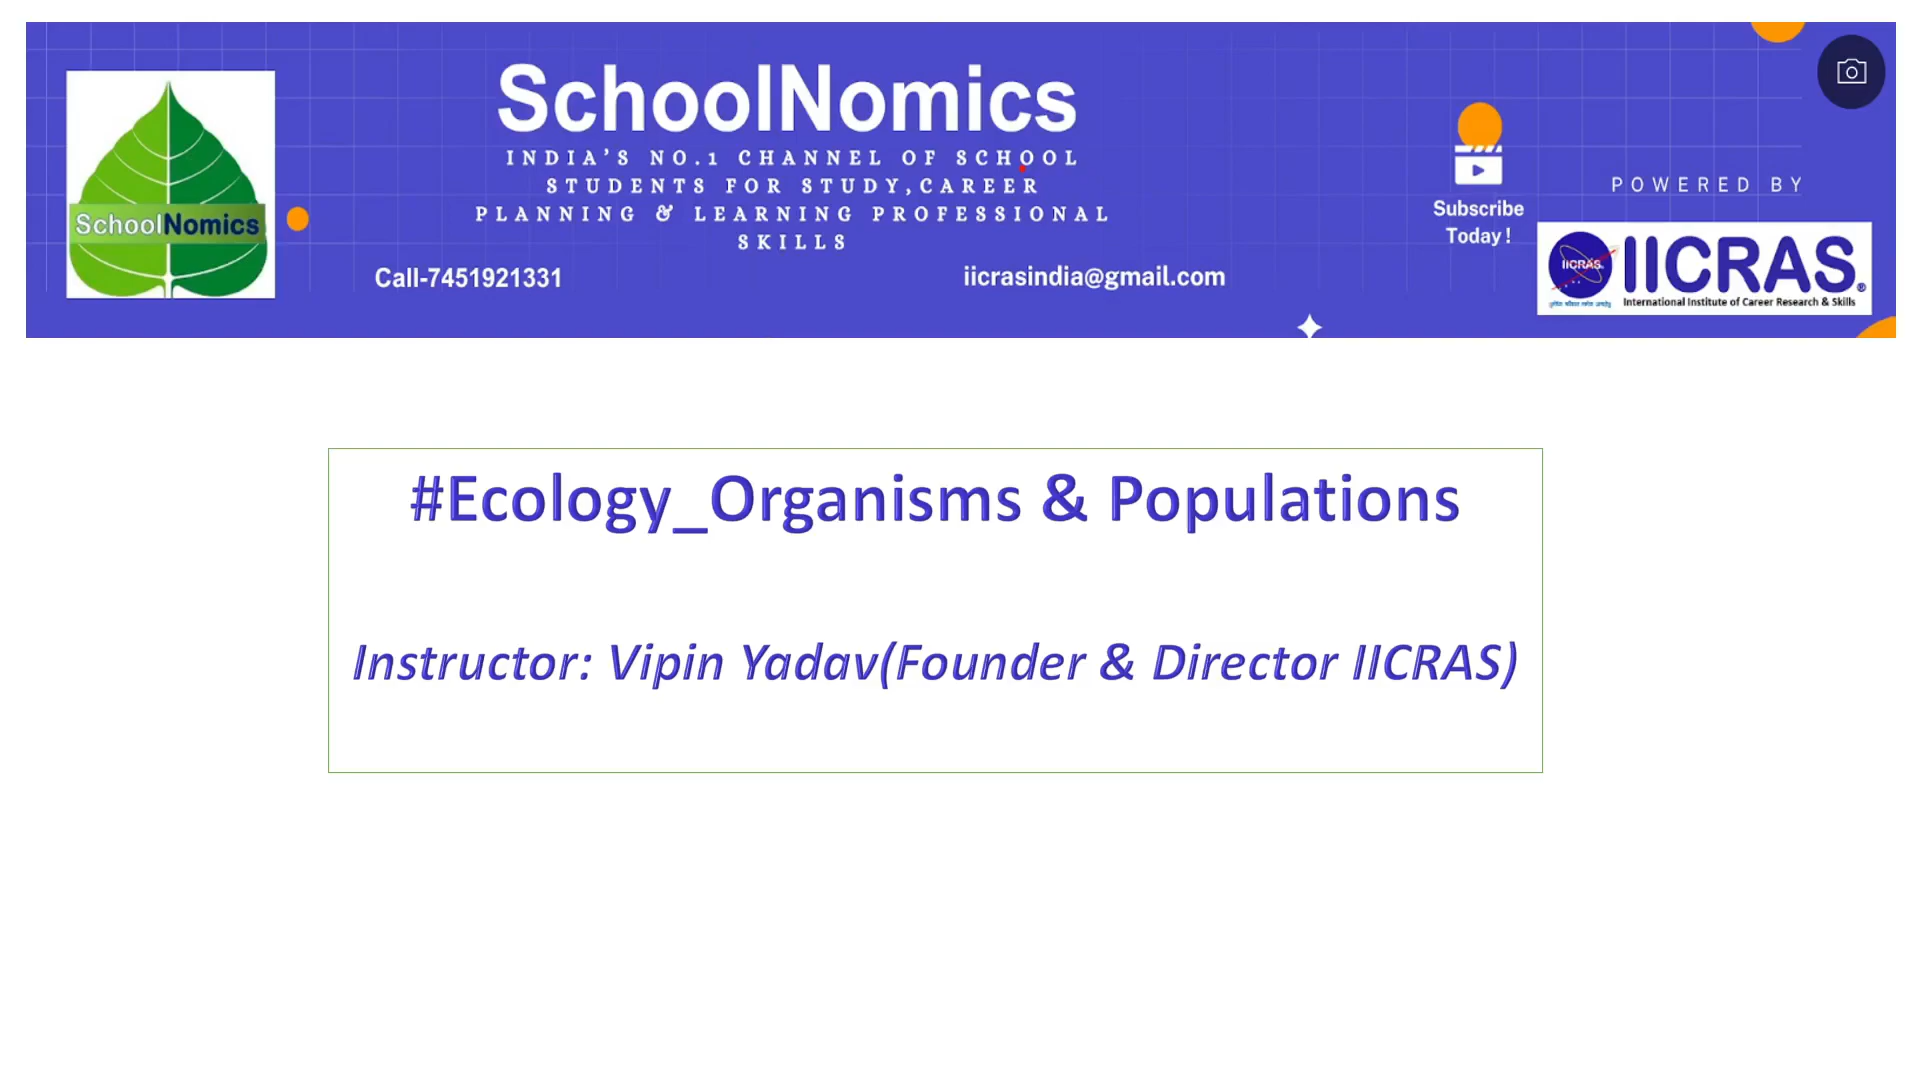 SchoolNomics
INDIA'S NO.1 CHANNEL OF SCHOOL
STUDENTS FOR STUDY,CAREER
PLANNING & LEARNING PROFESSIONAL
SKILLS
Call-7451921331
iicrasindia@gmail.com
SchoolNomics
Subscribe
Today !
POWERED BY
IICRAS
IICRAS®
International Institute of Career Research & Skills
#Ecology_Organisms & Populations
Instructor: Vipin Yadav(Founder & Director IICRAS)